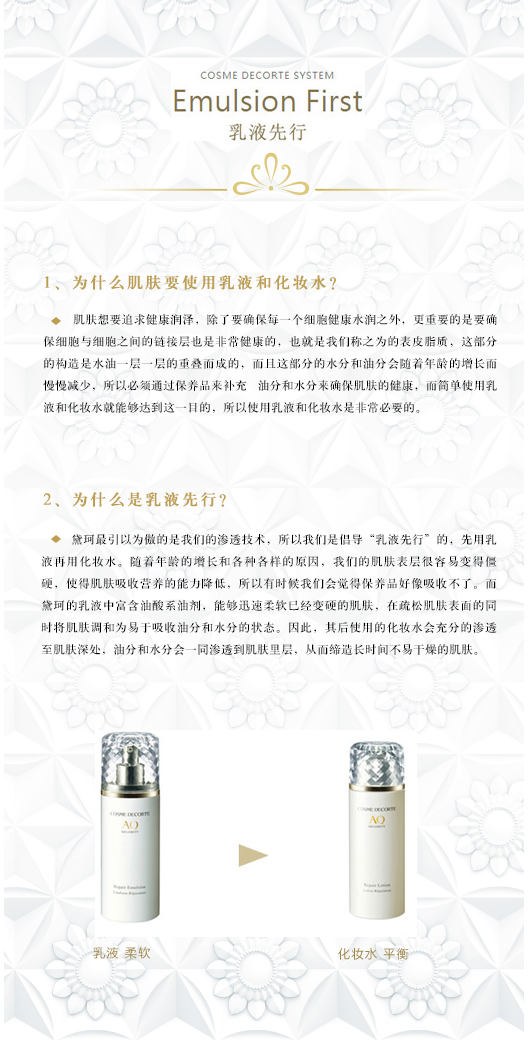 COSME DECORTE SYSTEM
Emulsion First
乳液先行
1、为什么肌肤要使用乳液和化妆水?
肌肤想要追求健康润泽，除了要确保每一个细胞健康水润之外，更重要的是要确
保细胞与细胞之间的链接层也是非常健康的，也就是我们称之为的表皮脂质，这部分
的构造是水油一层一层的重叠而成的，而且这部分的水分和油分会随着年龄的增长而
慢慢减少，所以必须通过保养品来补充 油分和水分来确保肌肤的健康，而简单使用乳
液和化妆水就能够达到这一目的，所以使用乳液和化妆水是非常必要的。
2、为什么是乳液先行?
黛珂最引以为傲的是我们的渗透技术，所以我们是倡导“乳液先行”的，先用乳
液再用化妆水。随着年龄的增长和各种各样的原因，我们的肌肤表层很容易变得僵
硬，使得肌肤吸收营养的能力降低，所以有时候我们会觉得保养品好像吸收不了。而
黛珂的乳液中富含油酸系油剂，能够迅速柔软已经变硬的肌肤，在疏松肌肤表面的同
时将肌肤调和为易于吸收油分和水分的状态。因此，其后使用的化妆水会充分的渗透
至肌肤深处，油分和水分会一同渗透到肌肤里层，从而缔造长时间不易干燥的肌肤。
COSME DECORTE
AQ
MELIORITY
Repair Emulsion
COSME DECORTE
AQ
MELIORITY
Repair Lotion
乳液 柔软
化妆水 平衡